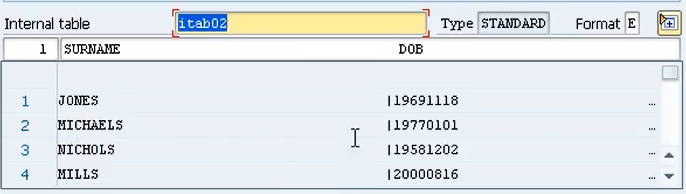 Internal table itab02 Type STANDARD Format E
1 SURNAME DOB
1 JONES |19691118 ...
2 MICHAELS |19770101 ...
3 NICHOLS |19581202 ...
4 MILLS |20000816 ...